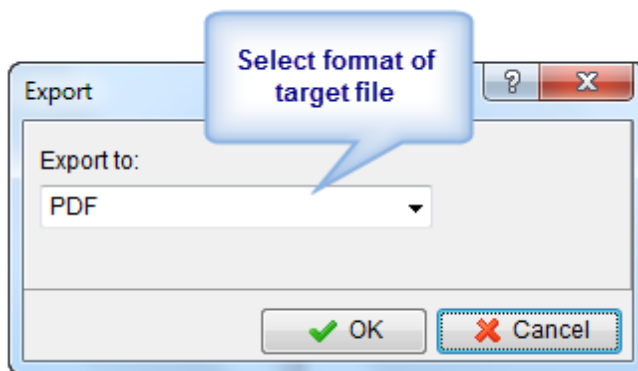 Select format of
target file
Export
?
X
Export to:
PDF
OK
Cancel